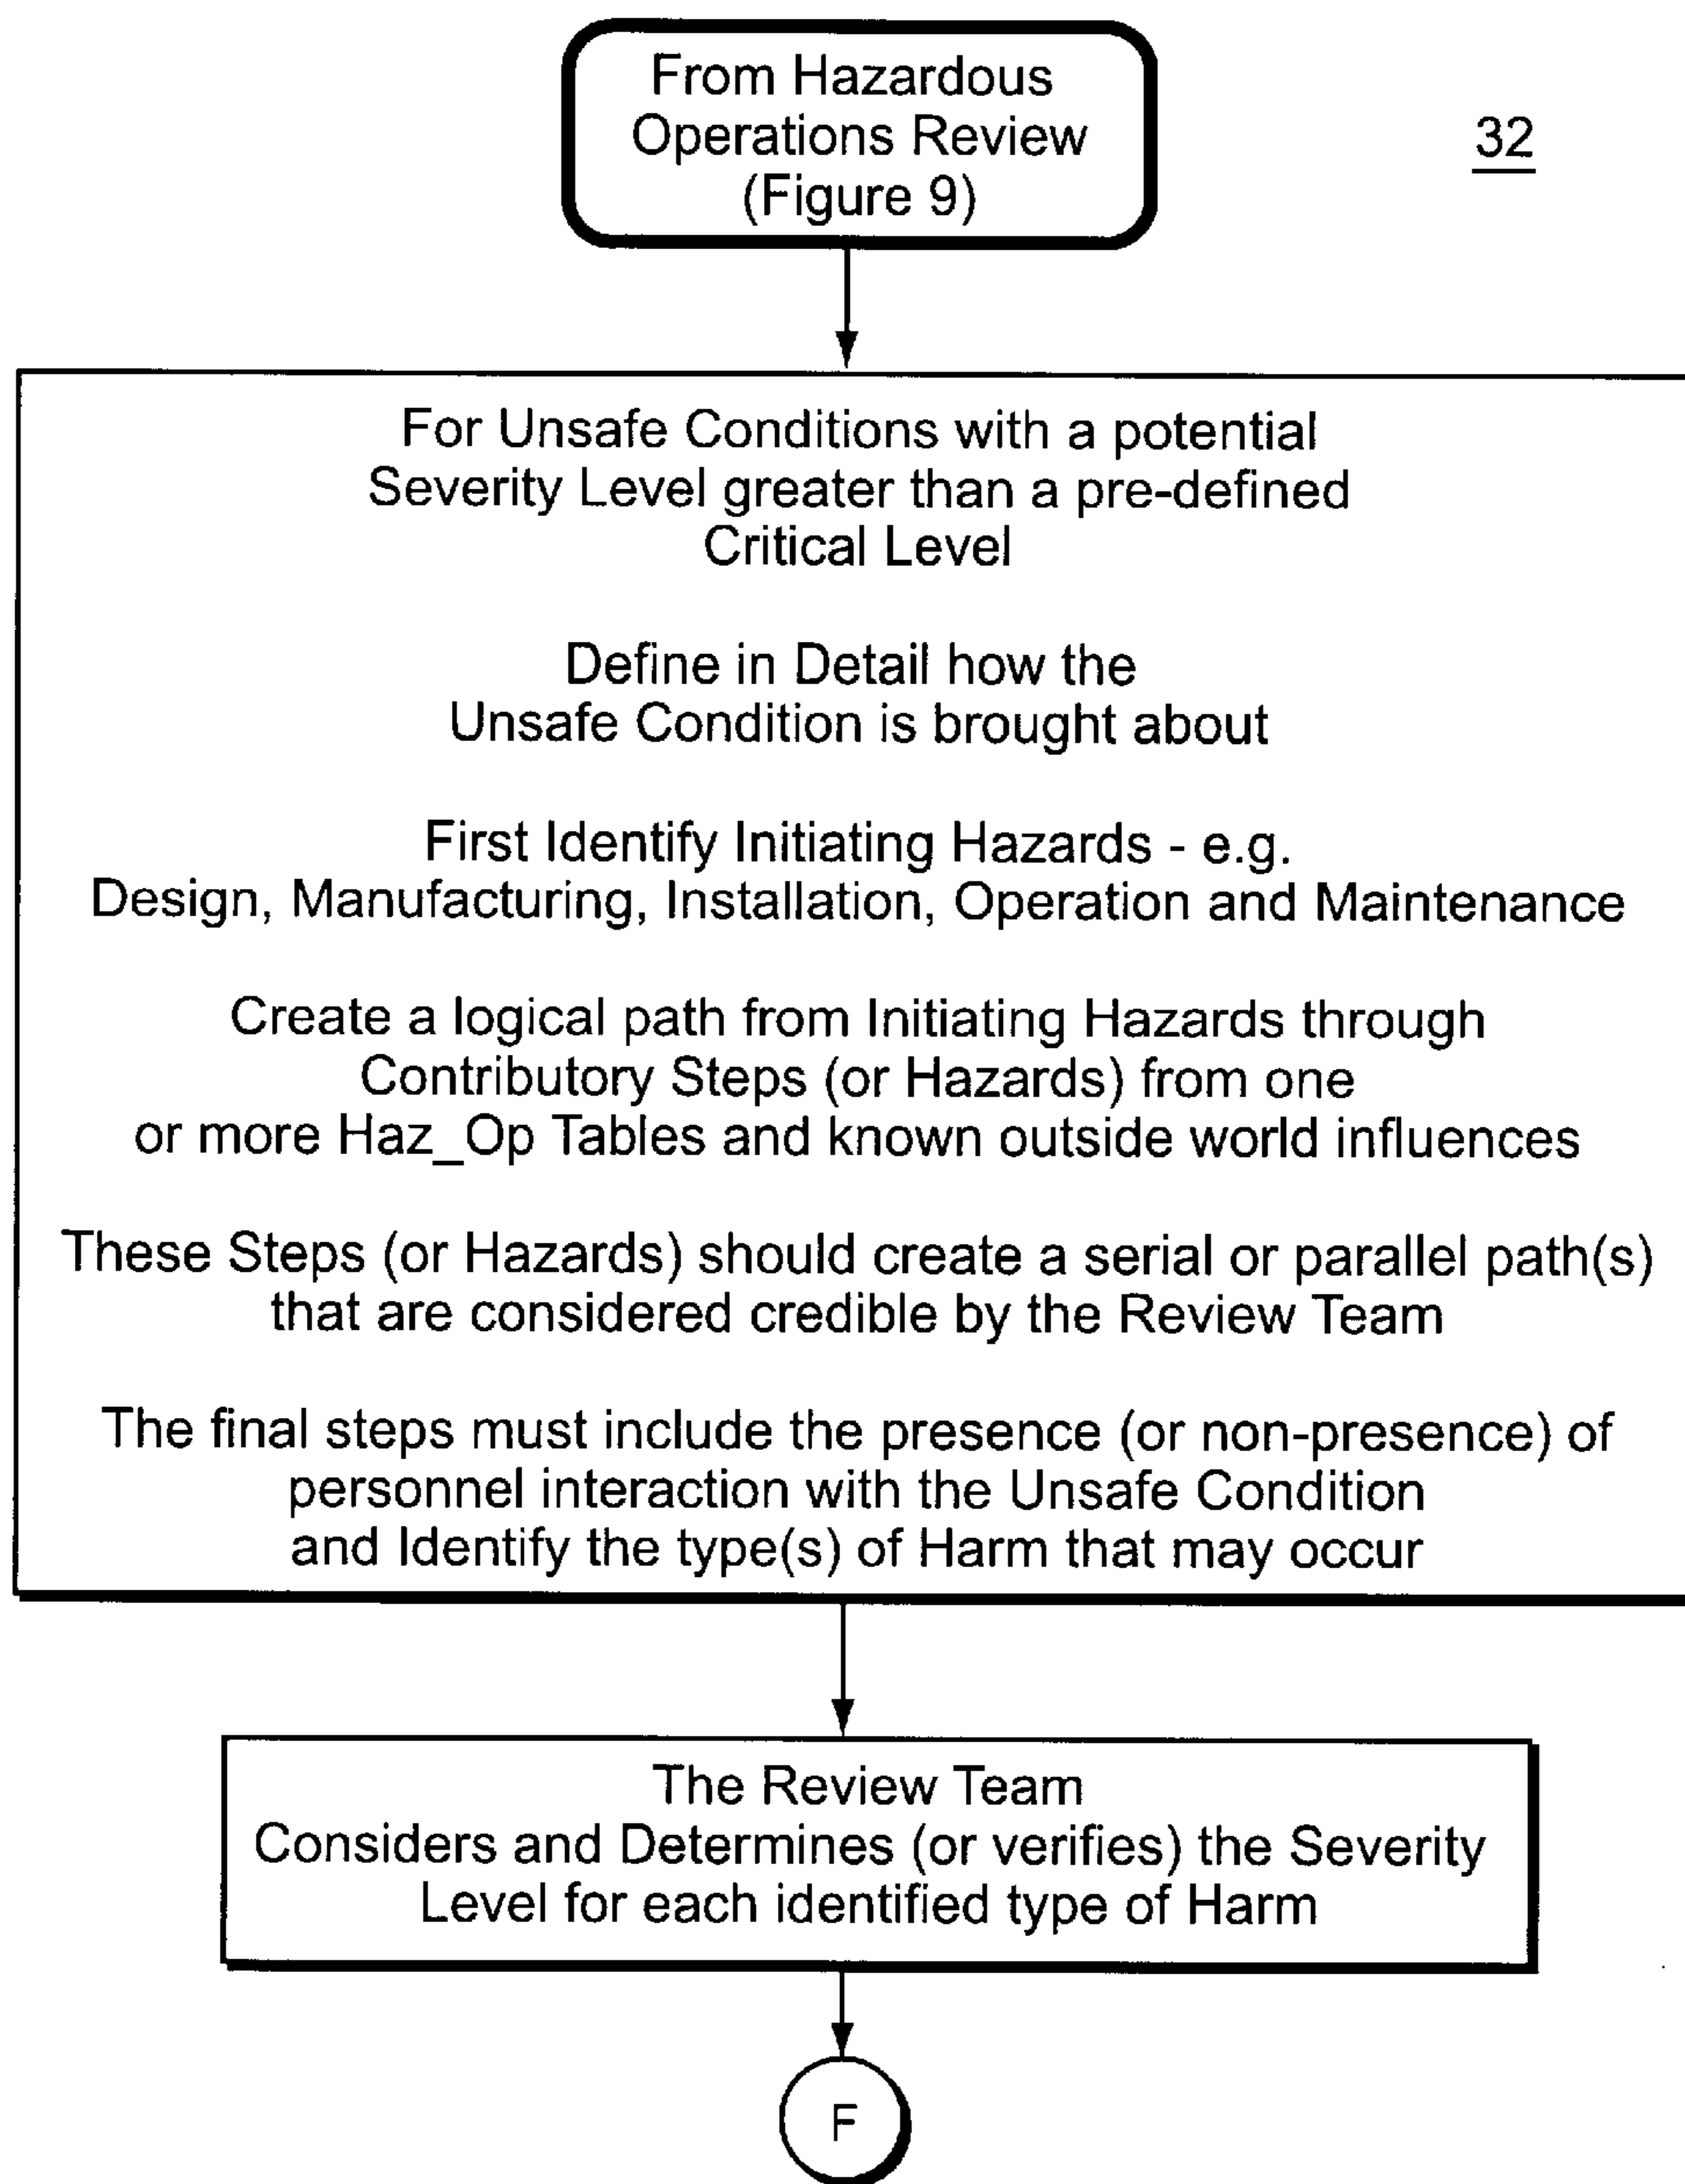 From Hazardous
Operations Review
(Figure 9)
32
For Unsafe Conditions with a potential
Severity Level greater than a pre-defined
Critical Level
Define in Detail how the
Unsafe Condition is brought about
First Identify Initiating Hazards - e.g.
Design, Manufacturing, Installation, Operation and Maintenance
Create a logical path from Initiating Hazards through
Contributory Steps (or Hazards) from one
or more Haz_Op Tables and known outside world influences
These Steps (or Hazards) should create a serial or parallel path(s)
that are considered credible by the Review Team
The final steps must include the presence (or non-presence) of
personnel interaction with the Unsafe Condition
and Identify the type(s) of Harm that may occur
The Review Team
Considers and Determines (or verifies) the Severity
Level for each identified type of Harm
F